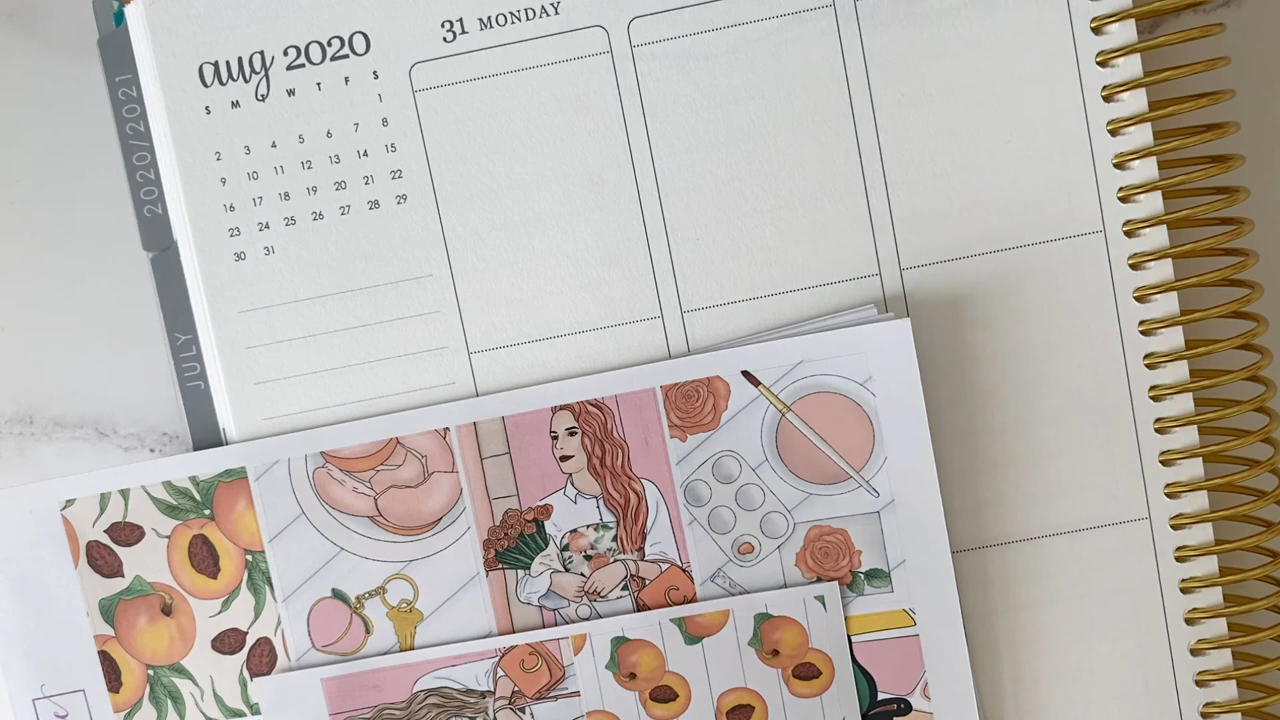 31 MONDAY
aug 2020
S M T W T F S
1
2 3 4 5 6 7 8
9 10 11 12 13 14 15
16 17 18 19 20 21 22
23 24 25 26 27 28 29
30 31
2020/2021
JULY
C
C